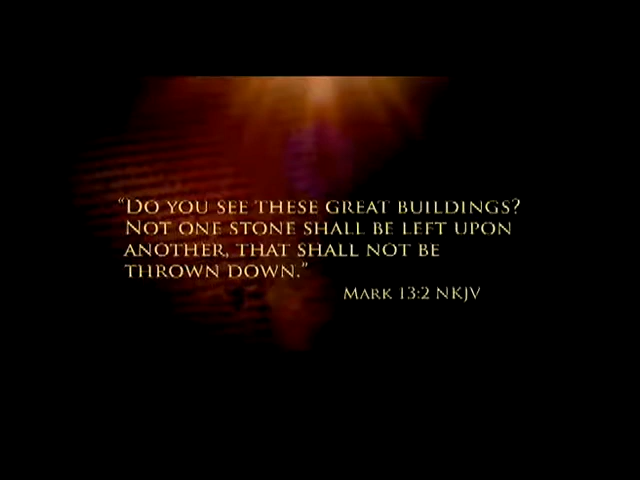 “Do you see these great buildings?
Not one stone shall be left upon
another, that shall not be
thrown down.”
Mark 13:2 NKJV